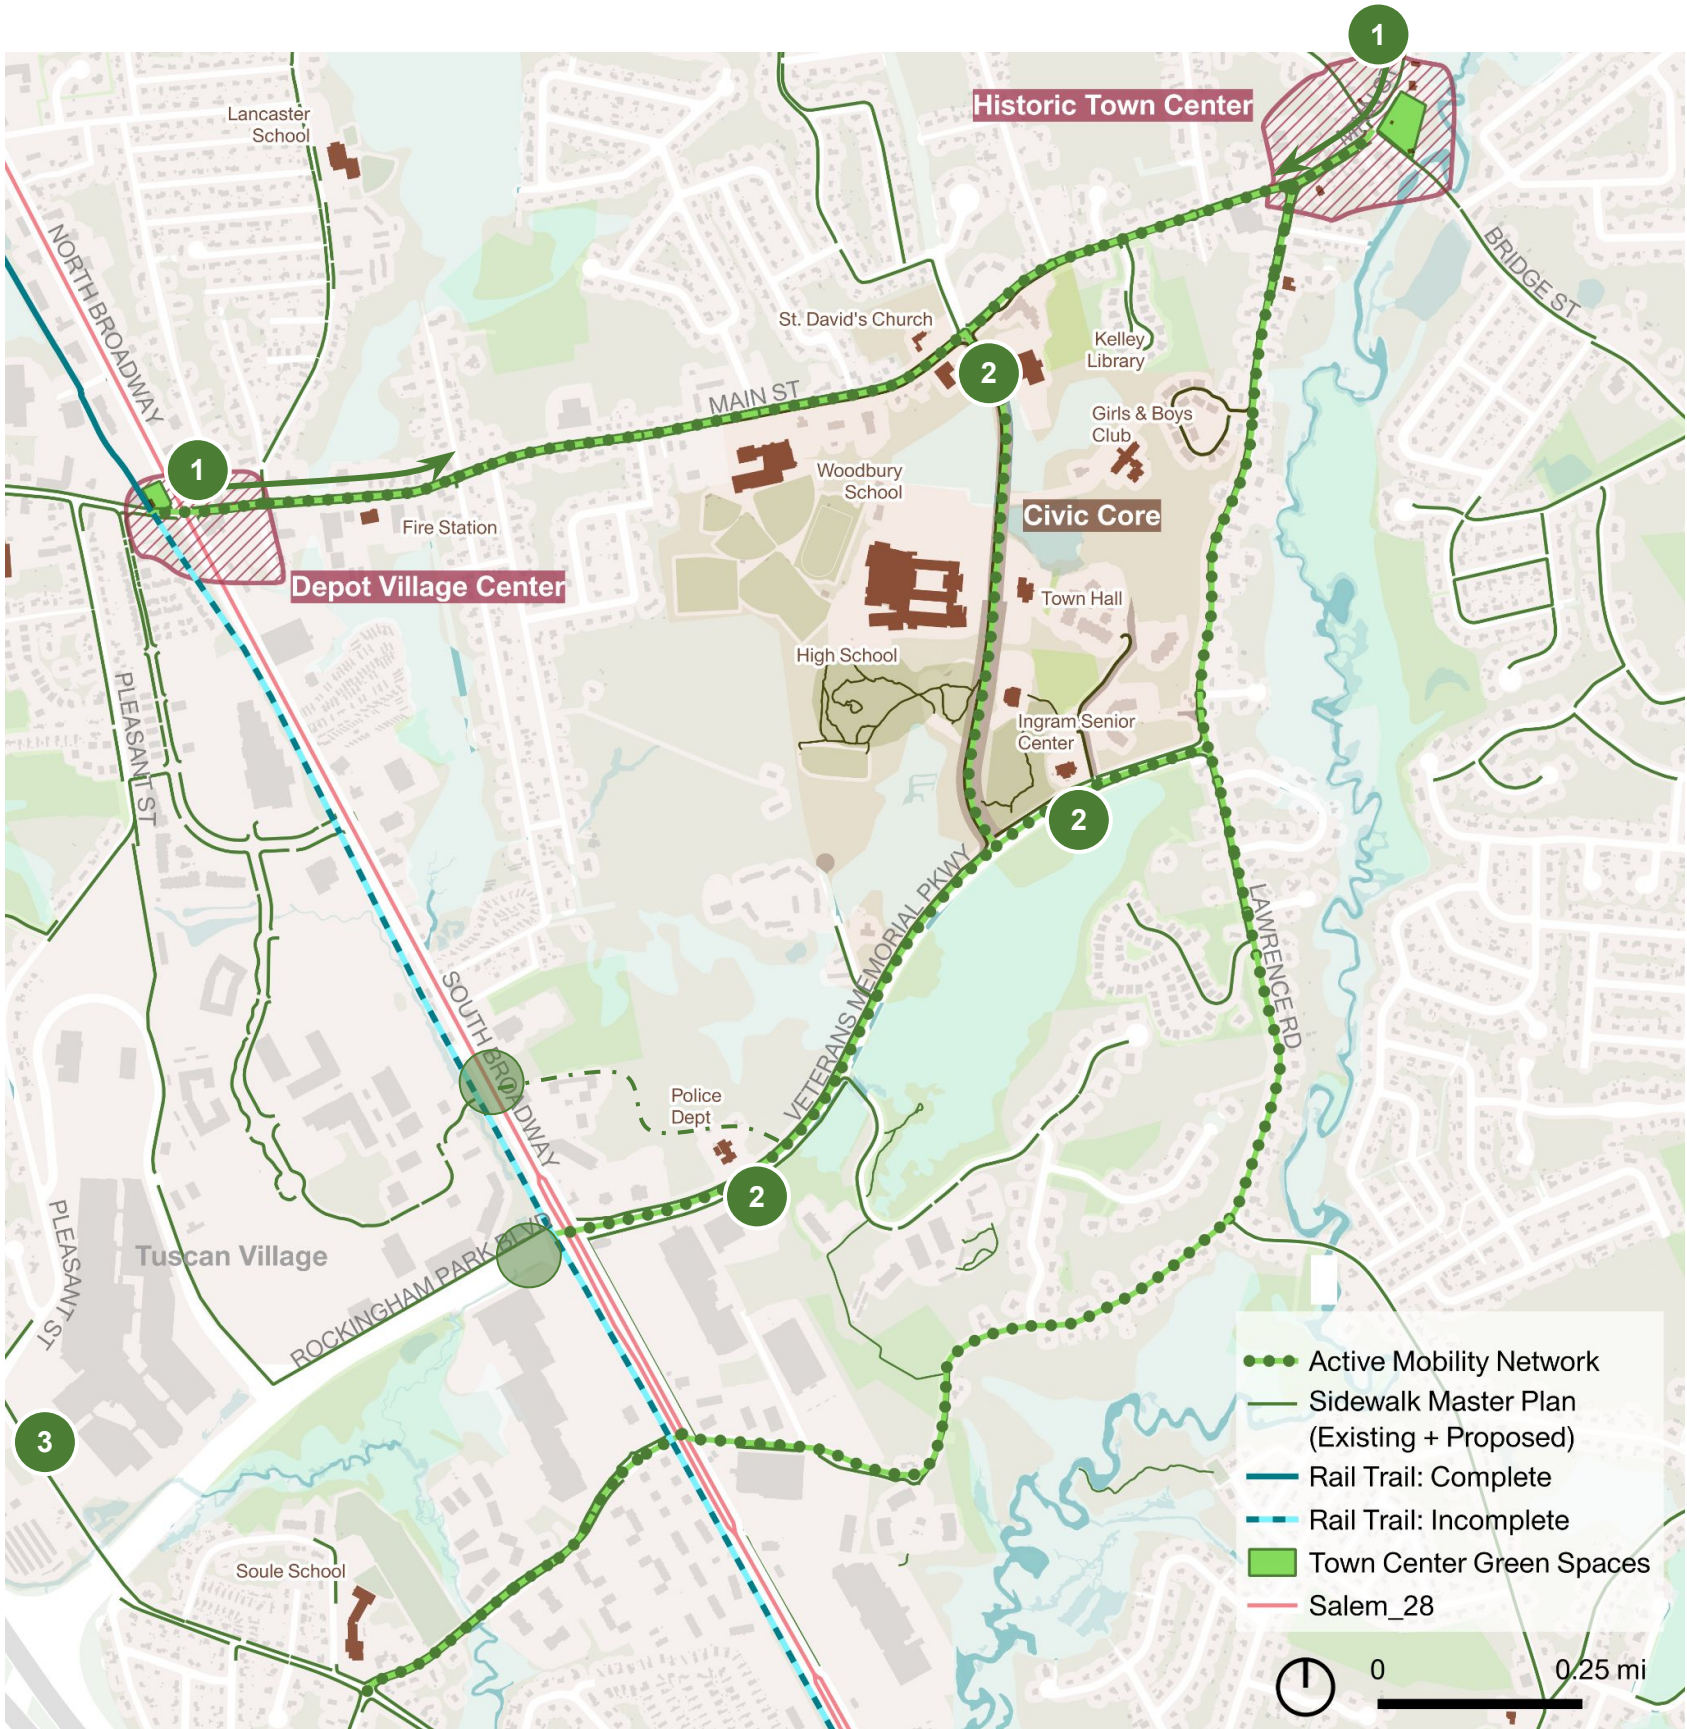 1
Historic Town Center
MAIN ST
Lancaster
School
NORTH BROADWAY
BRIDGE ST
St. David's Church
Kelley
Library
2
MAIN ST
Girls & Boys
Club
1
Woodbury
School
Civic Core
Fire Station
Depot Village Center
Town Hall
High School
PLEASANT ST
Ingram Senior
Center
2
VETERANS MEMORIAL PKWY
LAWRENCE RD
SOUTH BROADWAY
Police
Dept
2
PLEASANT ST
Tuscan Village
ROCKINGHAM PARK BLVD
3
Soule School
Active Mobility Network
Sidewalk Master Plan
(Existing + Proposed)
Rail Trail: Complete
Rail Trail: Incomplete
Town Center Green Spaces
Salem_28
0 0.25 mi